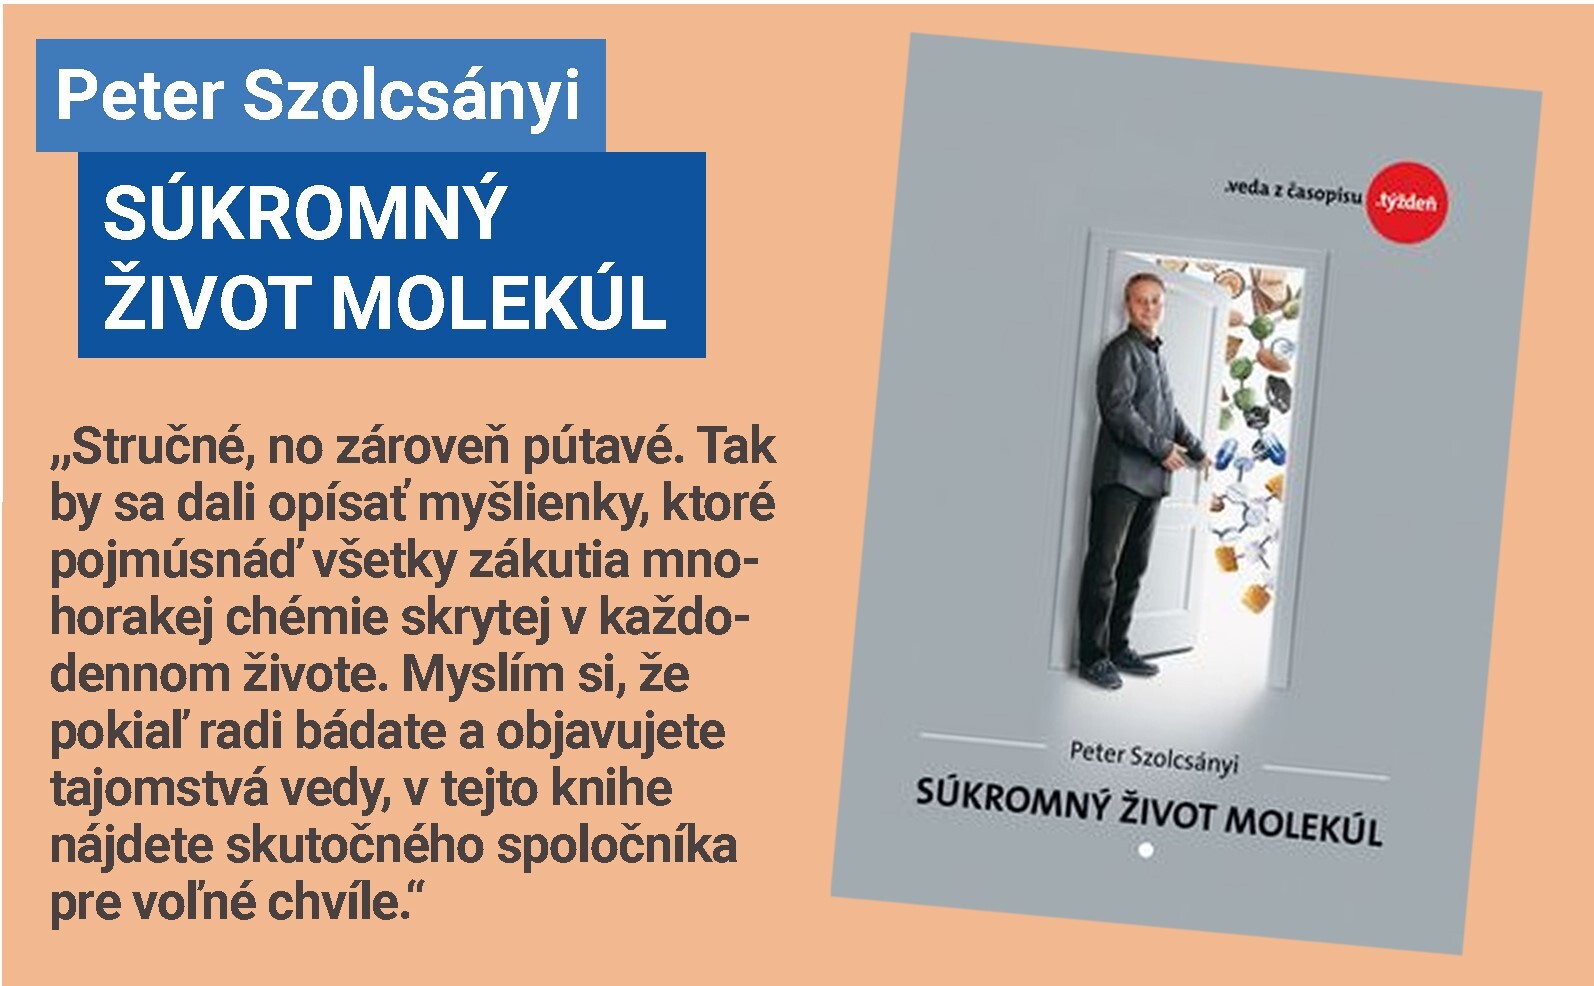 Peter Szolcsányi
SÚKROMNÝ
ŽIVOT MOLEKÚL
„Stručné, no zároveň pútavé. Tak
by sa dali opísať myšlienky, ktoré
pojmúsnáď všetky zákutia mno-
horakej chémie skrytej v každo-
dennom živote. Myslím si, že
pokiaľ radi bádate a objavujete
tajomstvá vedy, v tejto knihe
nájdete skutočného spoločníka
pre voľné chvíle.“
.veda z časopisu .týždeň
Peter Szolcsányi
SÚKROMNÝ ŽIVOT MOLEKÚL